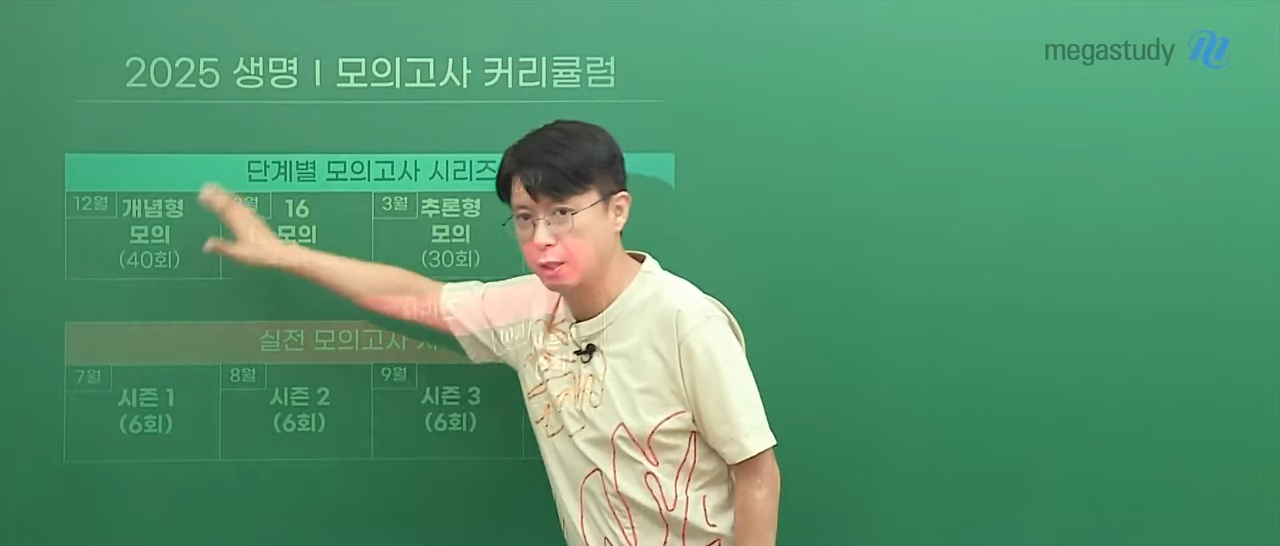 megastudy
2025 생명 I 모의고사 커리큘럼
단계별 모의고사 시리즈
12월 개념형
모의
(40회)
16
모의
3월 추론형
모의
(30회)
실전 모의고사
7월
시즌 1
(6회)
8월
시즌 2
(6회)
9월
시즌 3
(6회)